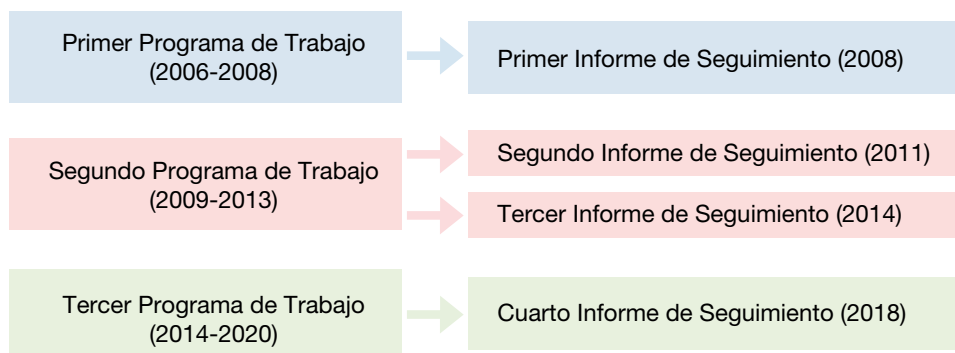 Primer Programa de Trabajo
(2006-2008)
Primer Informe de Seguimiento (2008)
Segundo Programa de Trabajo
(2009-2013)
Segundo Informe de Seguimiento (2011)
Tercer Informe de Seguimiento (2014)
Tercer Programa de Trabajo
(2014-2020)
Cuarto Informe de Seguimiento (2018)